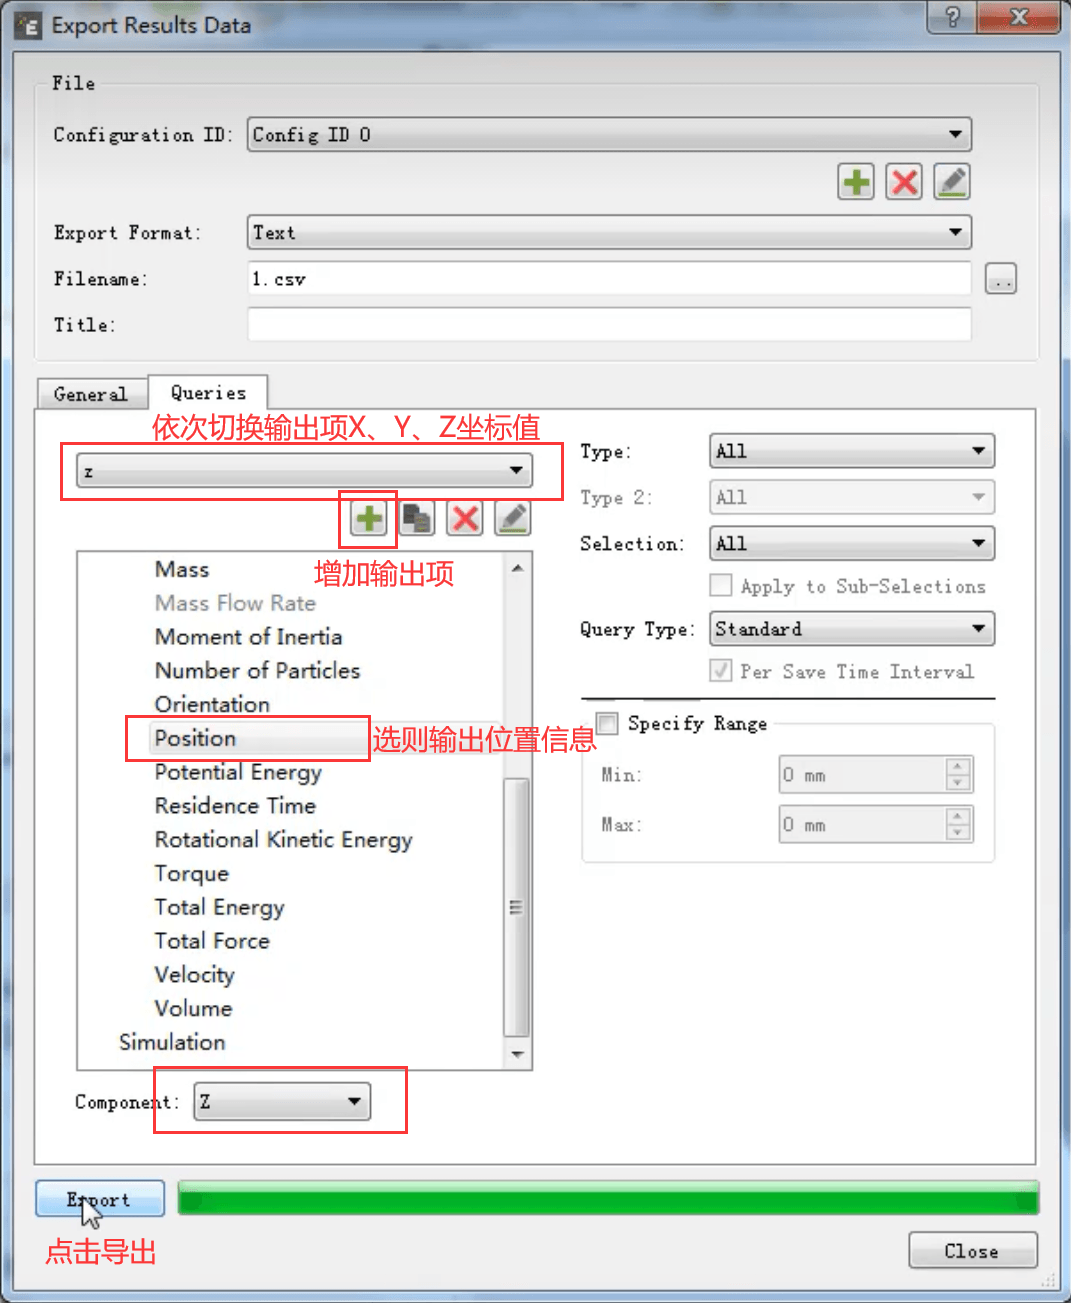 Export Results Data
File
Configuration ID: Config ID 0
Export Format: Text
Filename: 1.csv
..
Title:
General
Queries
依次切换输出项X、Y、Z坐标值
z
增加输出项
Mass
Mass Flow Rate
Moment of Inertia
Number of Particles
Orientation
Position
选则输出位置信息
Potential Energy
Residence Time
Rotational Kinetic Energy
Torque
Total Energy
Total Force
Velocity
Volume
Simulation
Component: Z
Type: All
Type 2: All
Selection: All
Apply to Sub-Selections
Query Type: Standard
Per Save Time Interval
Specify Range
Min: 0 mm
Max: 0 mm
Export
点击导出
Close